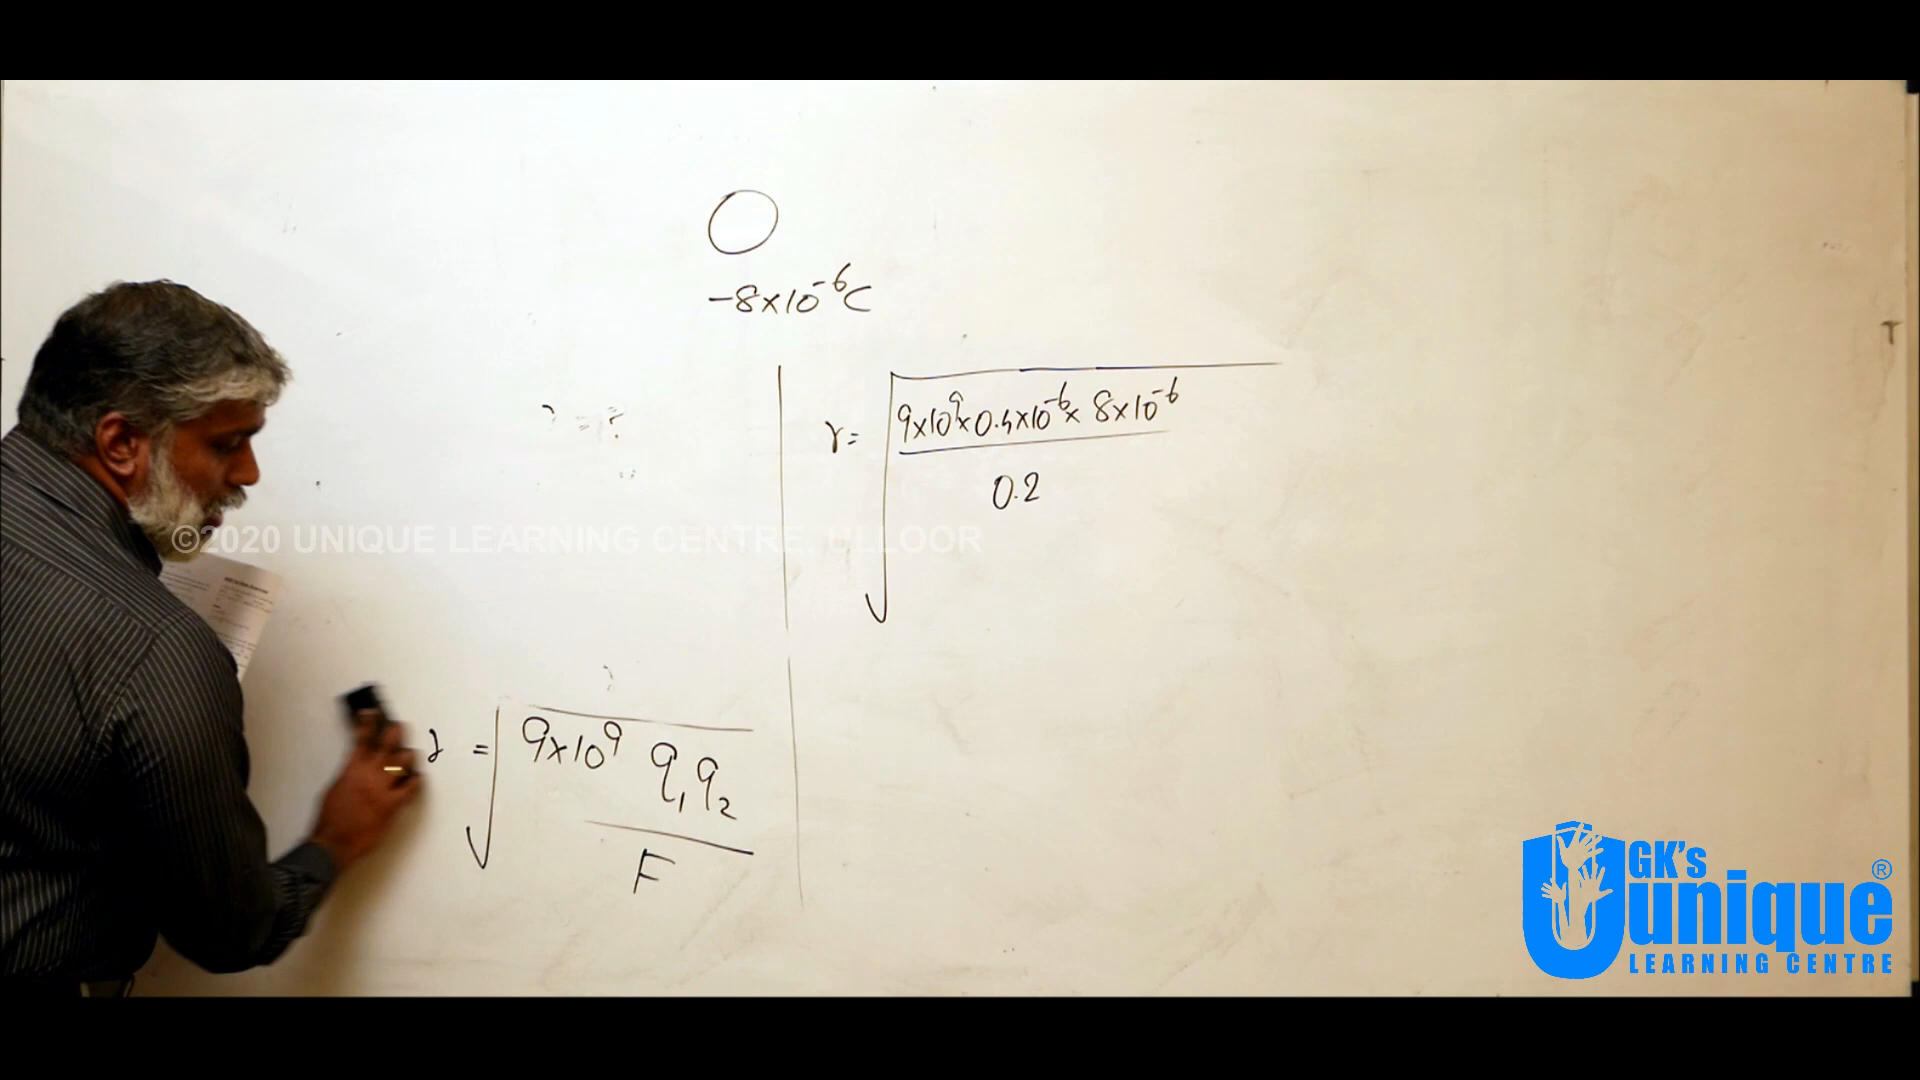 −8×10⁻⁶C
r = √(9×10⁹×0.4×10⁻⁶×8×10⁻⁶ / 0.2)
©2020 UNIQUE LEARNING CENTRE, ULLOOR
r = √(9×10⁹ q₁q₂ / F)
GK's
unique®
LEARNING CENTRE